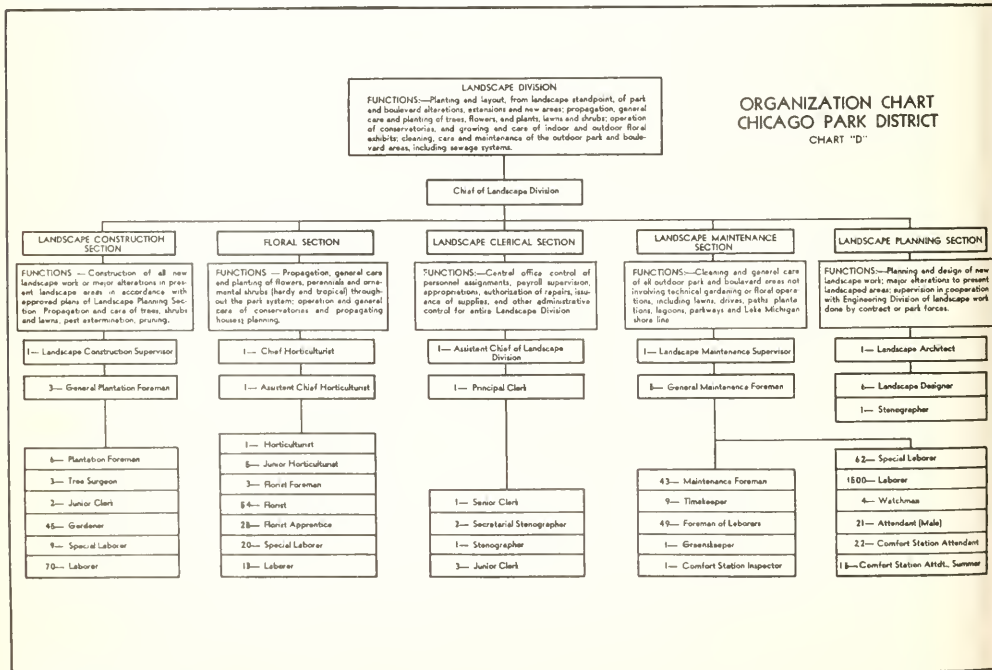 LANDSCAPE DIVISION
FUNCTIONS:—Planting and layout, from landscape standpoint, of park
and boulevard alterations, extensions and new areas; propagation, general
care and planting of trees, flowers, and plants, lawns and shrubs; operation
of conservatories, and growing and care of indoor and outdoor floral
exhibits; cleaning, care and maintenance of the outdoor park and boule-
vard areas, including sewage systems.
ORGANIZATION CHART
CHICAGO PARK DISTRICT
CHART "D"
Chief of Landscape Division
LANDSCAPE CONSTRUCTION
SECTION
FUNCTIONS — Construction of all new
landscape work or major alterations in pres-
ent landscape areas in accordance with
approved plans of Landscape Planning Sec-
tion Propagation and care of trees, shrubs
and lawns, pest extermination, pruning.
1— Landscape Construction Supervisor
3— General Plantation Foreman
6— Plantation Foreman
3— Tree Surgeon
2— Junior Clerk
45— Gardener
9— Special Laborer
70— Laborer
FLORAL SECTION
FUNCTIONS — Propagation, general care
and planting of flowers, perennials and orna-
mental shrubs (hardy and tropical) through-
out the park system; operation and general
care of conservatories and propagating
houses; planning.
1— Chief Horticulturist
1— Assistant Chief Horticulturist
1— Horticulturist
5— Junior Horticulturist
3— Florist Foreman
54— Florist
28— Florist Apprentice
20— Special Laborer
Laborer
LANDSCAPE CLERICAL SECTION
FUNCTIONS:—Central office control of
personnel assignments, payroll supervision,
appropriations, authorisation of repairs, issu-
ance of supplies, and other administrative
control for entire Landscape Division
1— Assistant Chief of Landscape
Division
1— Principal Clerk
1— Senior Clerk
2— Secretarial Stenographer
1— Stenographer
3— Junior Clerk
LANDSCAPE MAINTENANCE
SECTION
FUNCTIONS:—Cleaning and general care
of all outdoor park and boulevard areas not
involving technical gardening or floral opera-
tions, including lawns, drives, paths planta-
tions, lagoons, parkways and Lake Michigan
shore line
1— Landscape Maintenance Supervisor
General Maintenance Foreman
43— Maintenance Foreman
9— Timekeeper
49— Foreman of Laborers
1— Greenskeeper
1— Comfort Station Inspector
LANDSCAPE PLANNING SECTION
FUNCTIONS:—Planning and design of new
landscape work; major alterations to present
landscaped areas; supervision in cooperation
with Engineering Division of landscape work
done by contract or park forces.
1— Landscape Architect
6— Landscape Designer
1— Stenographer
62— Special Laborer
1500— Laborer
4— Watchman
21— Attendant (Male)
22— Comfort Station Attendant
Comfort Station Attdt., Summer